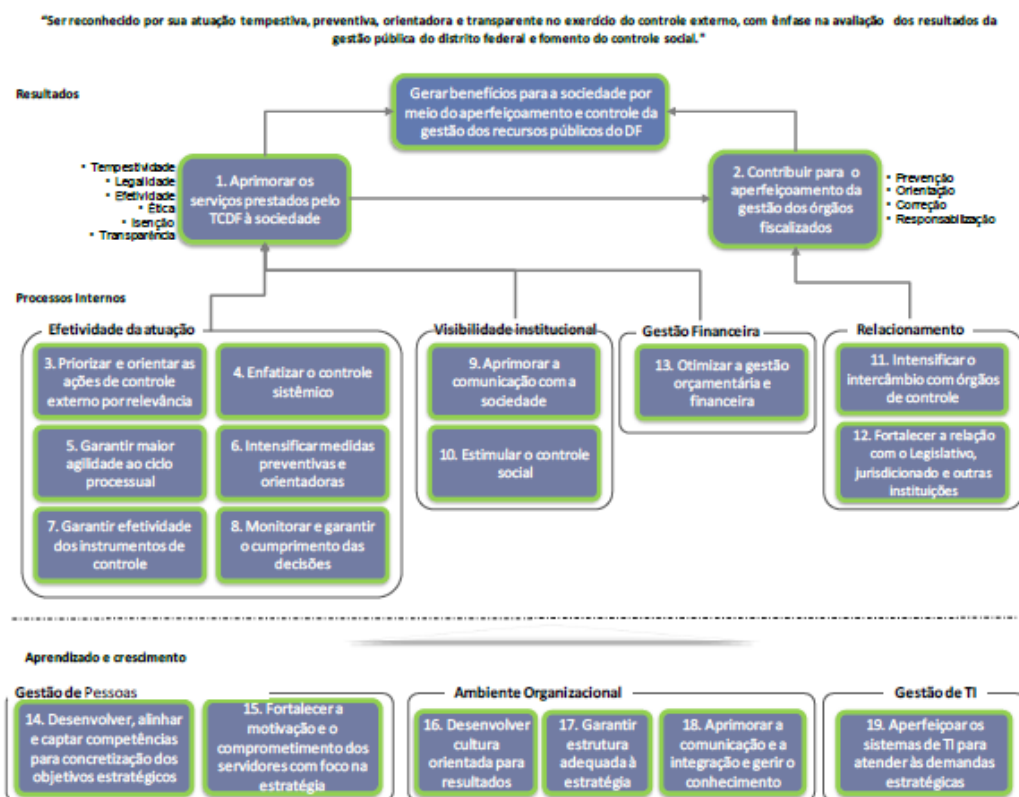 "Ser reconhecido por sua atuação tempestiva, preventiva, orientadora e transparente no exercício do controle externo, com ênfase na avaliação dos resultados da
gestão pública do distrito federal e fomento do controle social."
Resultados
Gerar benefícios para a sociedade por
meio do aperfeiçoamento e controle da
gestão dos recursos públicos do DF
• Tempestividade
• Legalidade
• Efetividade
• Ética
• Isenção
• Transparência
1. Aprimorar os
serviços prestados pelo
TCDF à sociedade
2. Contribuir para o
aperfeiçoamento da
gestão dos órgãos
fiscalizados
• Prevenção
• Orientação
• Correção
• Responsabilização
Processos Internos
Efetividade da atuação
3. Priorizar e orientar as
ações de controle
externo por relevância
4. Enfatizar o controle
sistêmico
5. Garantir maior
agilidade ao ciclo
processual
6. Intensificar medidas
preventivas e
orientadoras
7. Garantir efetividade
dos instrumentos de
controle
8. Monitorar e garantir
o cumprimento das
decisões
Visibilidade institucional
9. Aprimorar a
comunicação com a
sociedade
10. Estimular o controle
social
Gestão Financeira
13. Otimizar a gestão
orçamentária e
financeira
Relacionamento
11. Intensificar o
intercâmbio com órgãos
de controle
12. Fortalecer a relação
com o Legislativo,
jurisdicionado e outras
instituições
Aprendizado e crescimento
Gestão de Pessoas
14. Desenvolver, alinhar
e captar competências
para concretização dos
objetivos estratégicos
15. Fortalecer a
motivação e o
comprometimento dos
servidores com foco na
estratégia
Ambiente Organizacional
16. Desenvolver
cultura
orientada para
resultados
17. Garantir
estrutura
adequada à
estratégia
18. Aprimorar a
comunicação e a
integração e gerir o
conhecimento
Gestão de TI
19. Aperfeiçoar os
sistemas de TI para
atender às demandas
estratégicas